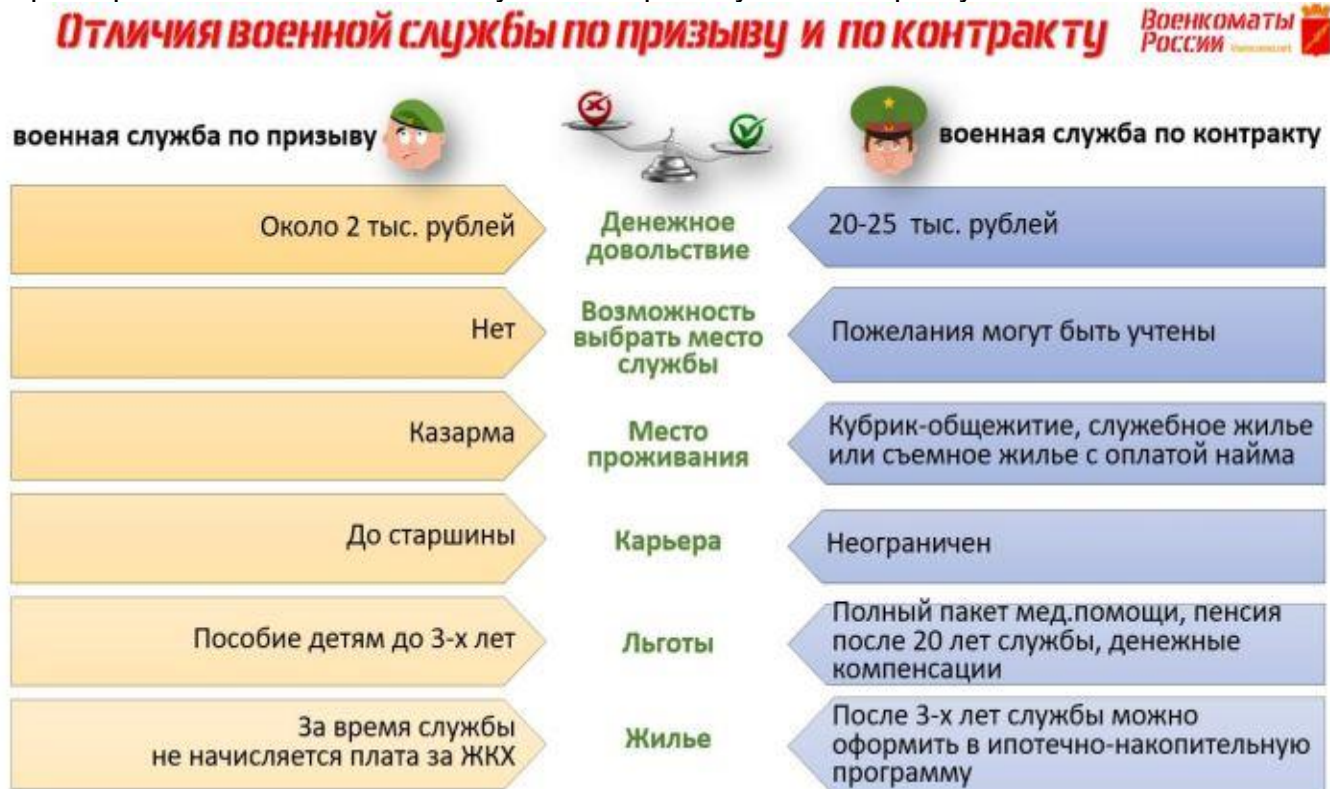 Отличия военной службы по призыву и по контракту
Военкоматы
России
военная служба по призыву
военная служба по контракту
Около 2 тыс. рублей
Денежное
довольствие
20-25 тыс. рублей
Нет
Возможность
выбрать место
службы
Пожелания могут быть учтены
Казарма
Место
проживания
Кубрик-общежитие, служебное жилье
или съемное жилье с оплатой найма
До старшины
Карьера
Неограничен
Пособие детям до 3-х лет
Льготы
Полный пакет мед.помощи, пенсия
после 20 лет службы, денежные
компенсации
За время службы
не начисляется плата за ЖКХ
Жилье
После 3-х лет службы можно
оформить в ипотечно-накопительную
программу